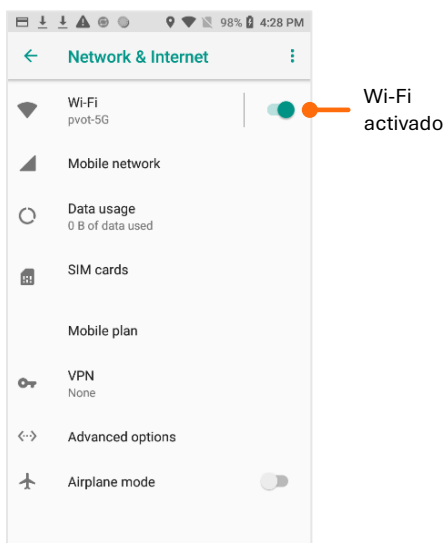 98% 4:28 PM
Network & Internet
Wi-Fi
pvot-5G
Wi-Fi
activado
Mobile network
Data usage
0 B of data used
SIM cards
Mobile plan
VPN
None
Advanced options
Airplane mode